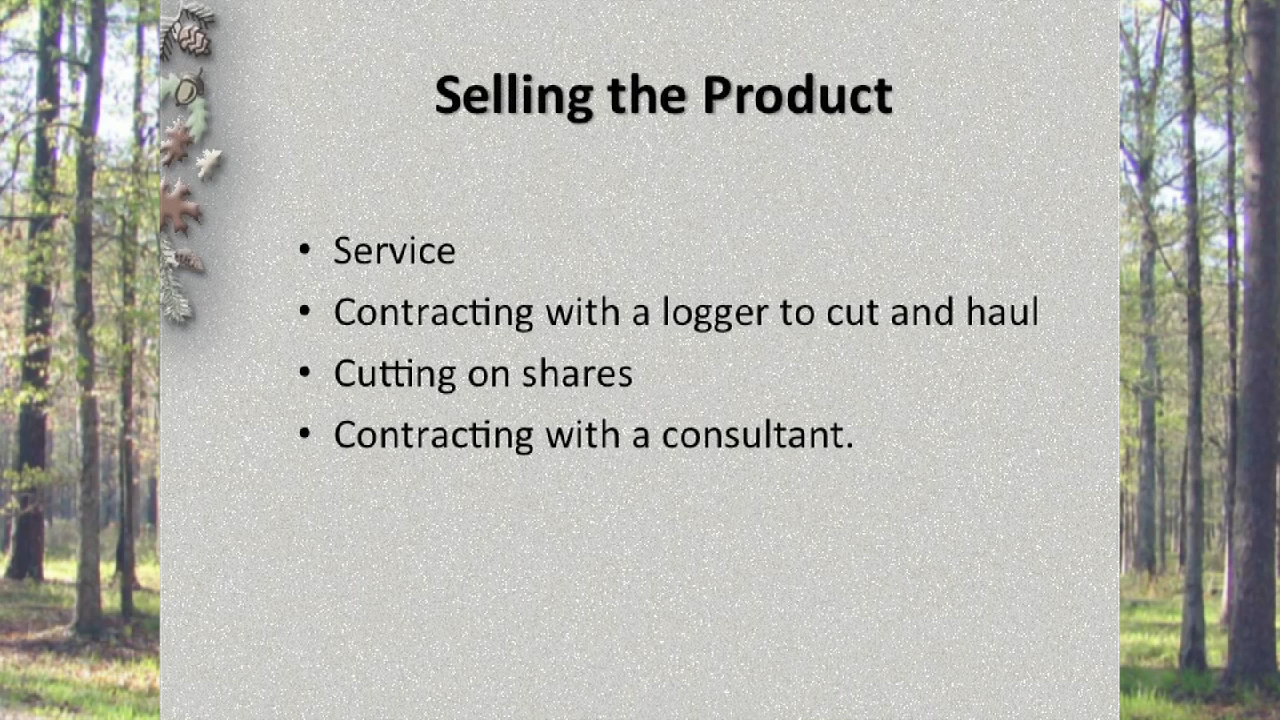 Selling the Product
• Service
• Contracting with a logger to cut and haul
• Cutting on shares
• Contracting with a consultant.